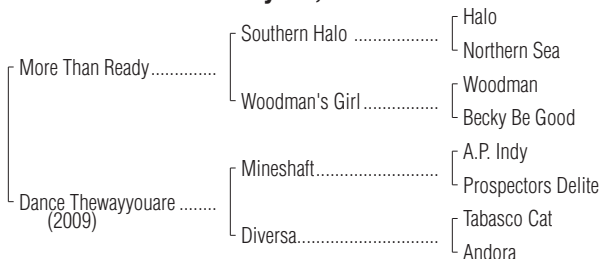 Halo
Southern Halo ..................
Northern Sea
More Than Ready..............
Woodman
Woodman's Girl ................
Becky Be Good
A.P. Indy
Mineshaft..........................
Prospectors Delite
Dance Thewayyouare ........
(2009)
Tabasco Cat
Diversa..............................
Andora